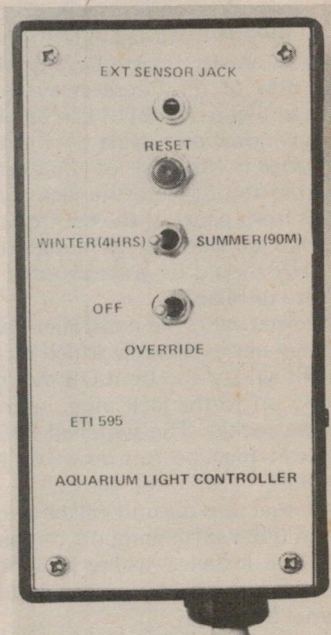 EXT SENSOR JACK
RESET
WINTER(4HRS) SUMMER(90M)
OFF
OVERRIDE
ETI 595
AQUARIUM LIGHT CONTROLLER